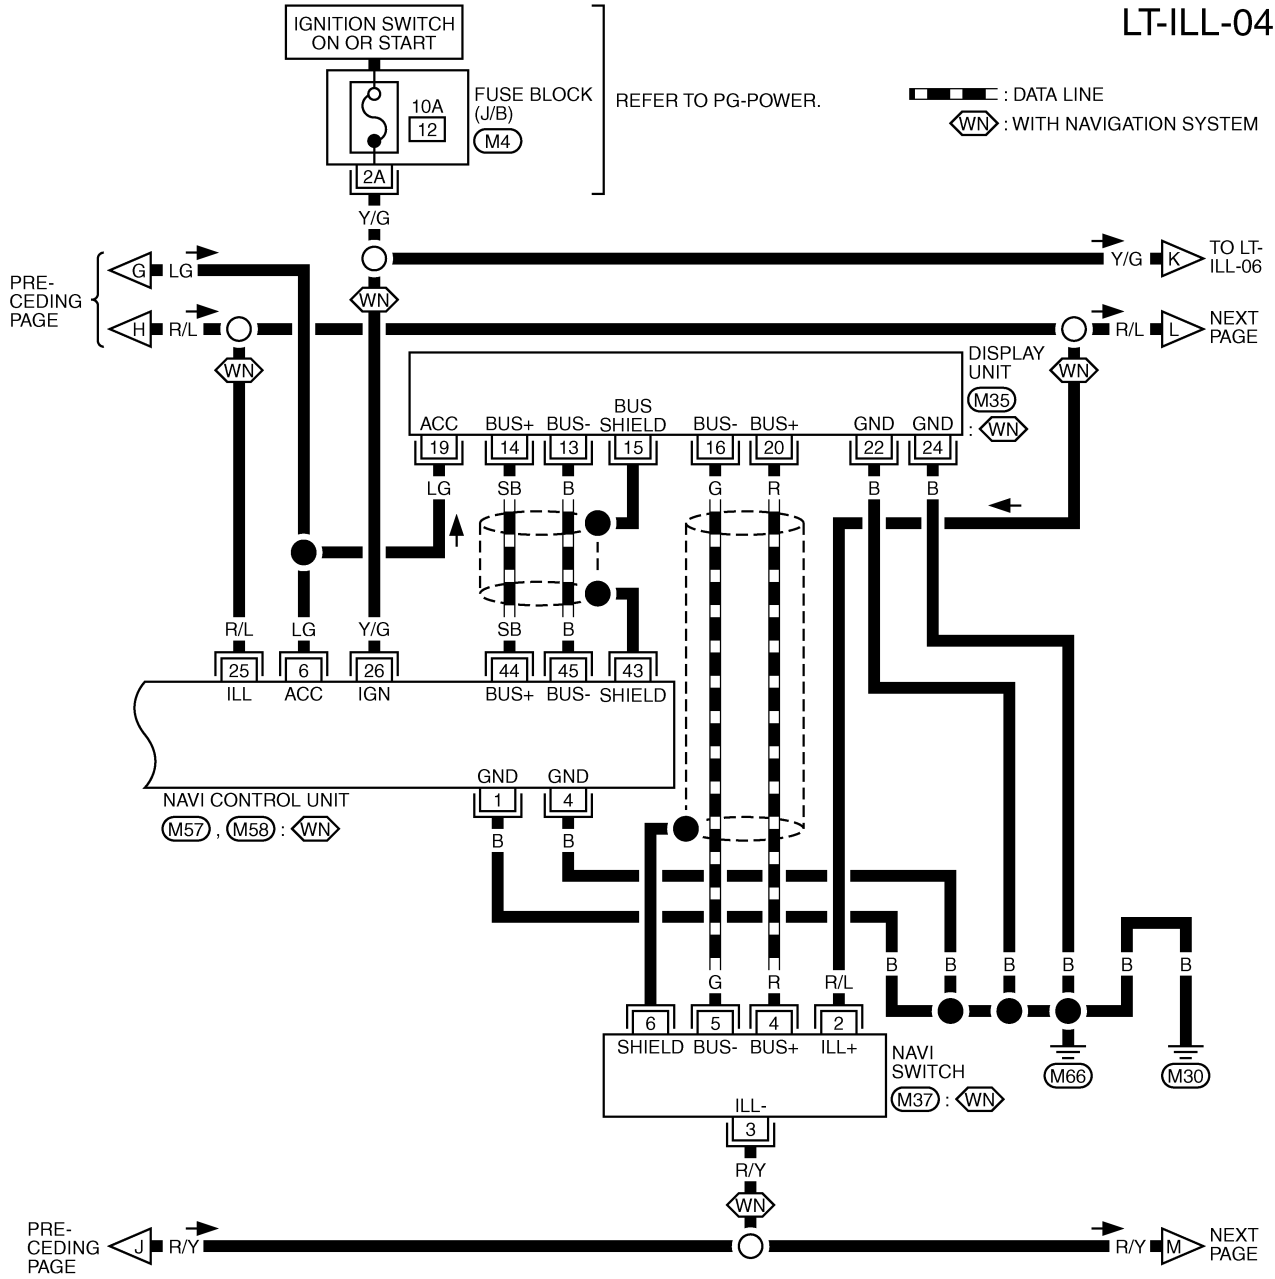 LT-ILL-04
IGNITION SWITCH
ON OR START
FUSE BLOCK
(J/B)
M4
10A
12
2A
REFER TO PG-POWER.
: DATA LINE
WN : WITH NAVIGATION SYSTEM
Y/G
Y/G K
TO LT-
ILL-06
PRE-
CEDING
PAGE
G LG
WN
H R/L
R/L L
NEXT
PAGE
WN
WN
DISPLAY
UNIT
M35
: WN
ACC BUS+ BUS- BUS
SHIELD BUS- BUS+ GND GND
19 14 13 15 16 20 22 24
LG SB B G R B B
R/L LG Y/G SB B
25 6 26 44 45 43
ILL ACC IGN BUS+ BUS- SHIELD
GND GND
1 4
NAVI CONTROL UNIT
M57 , M58 : WN
B B
B B B B B B
G R R/L
6 5 4 2
SHIELD BUS- BUS+ ILL+
NAVI
SWITCH
M37 : WN
M66 M30
ILL-
3
R/Y
WN
PRE-
CEDING
PAGE
J R/Y
R/Y M
NEXT
PAGE